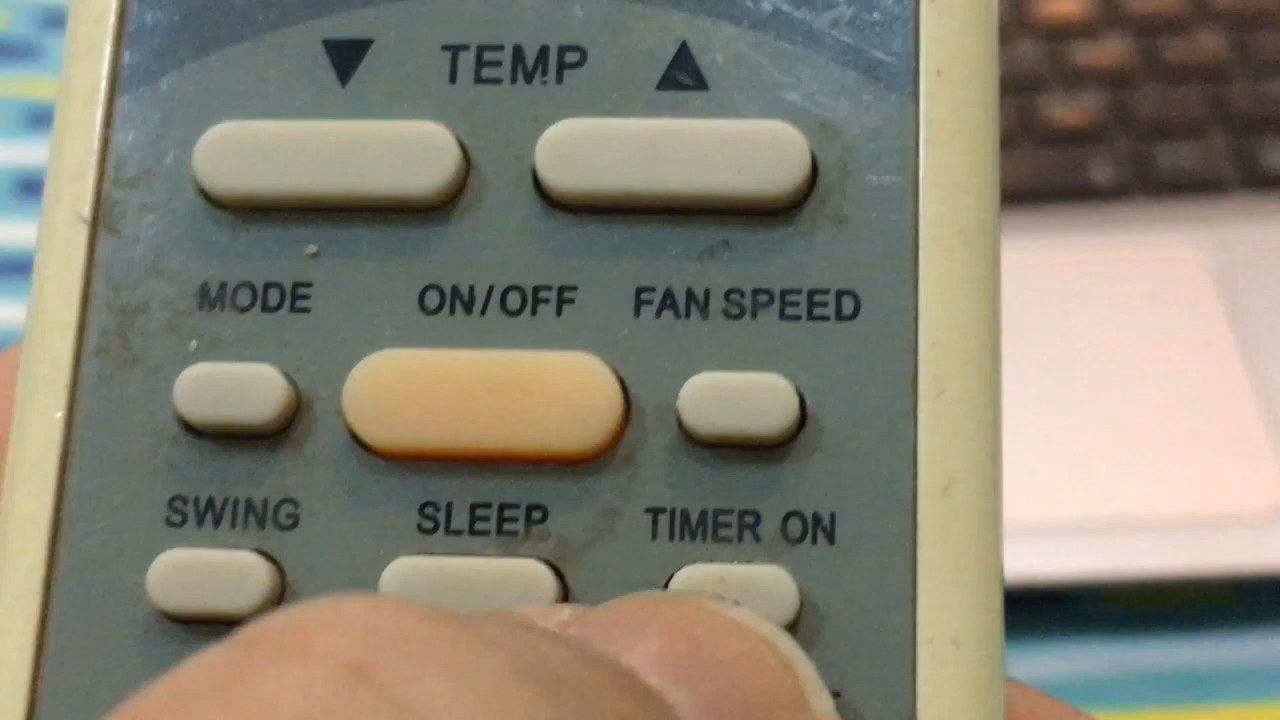 ▼ TEMP ▲
MODE ON/OFF FAN SPEED
SWING SLEEP TIMER ON